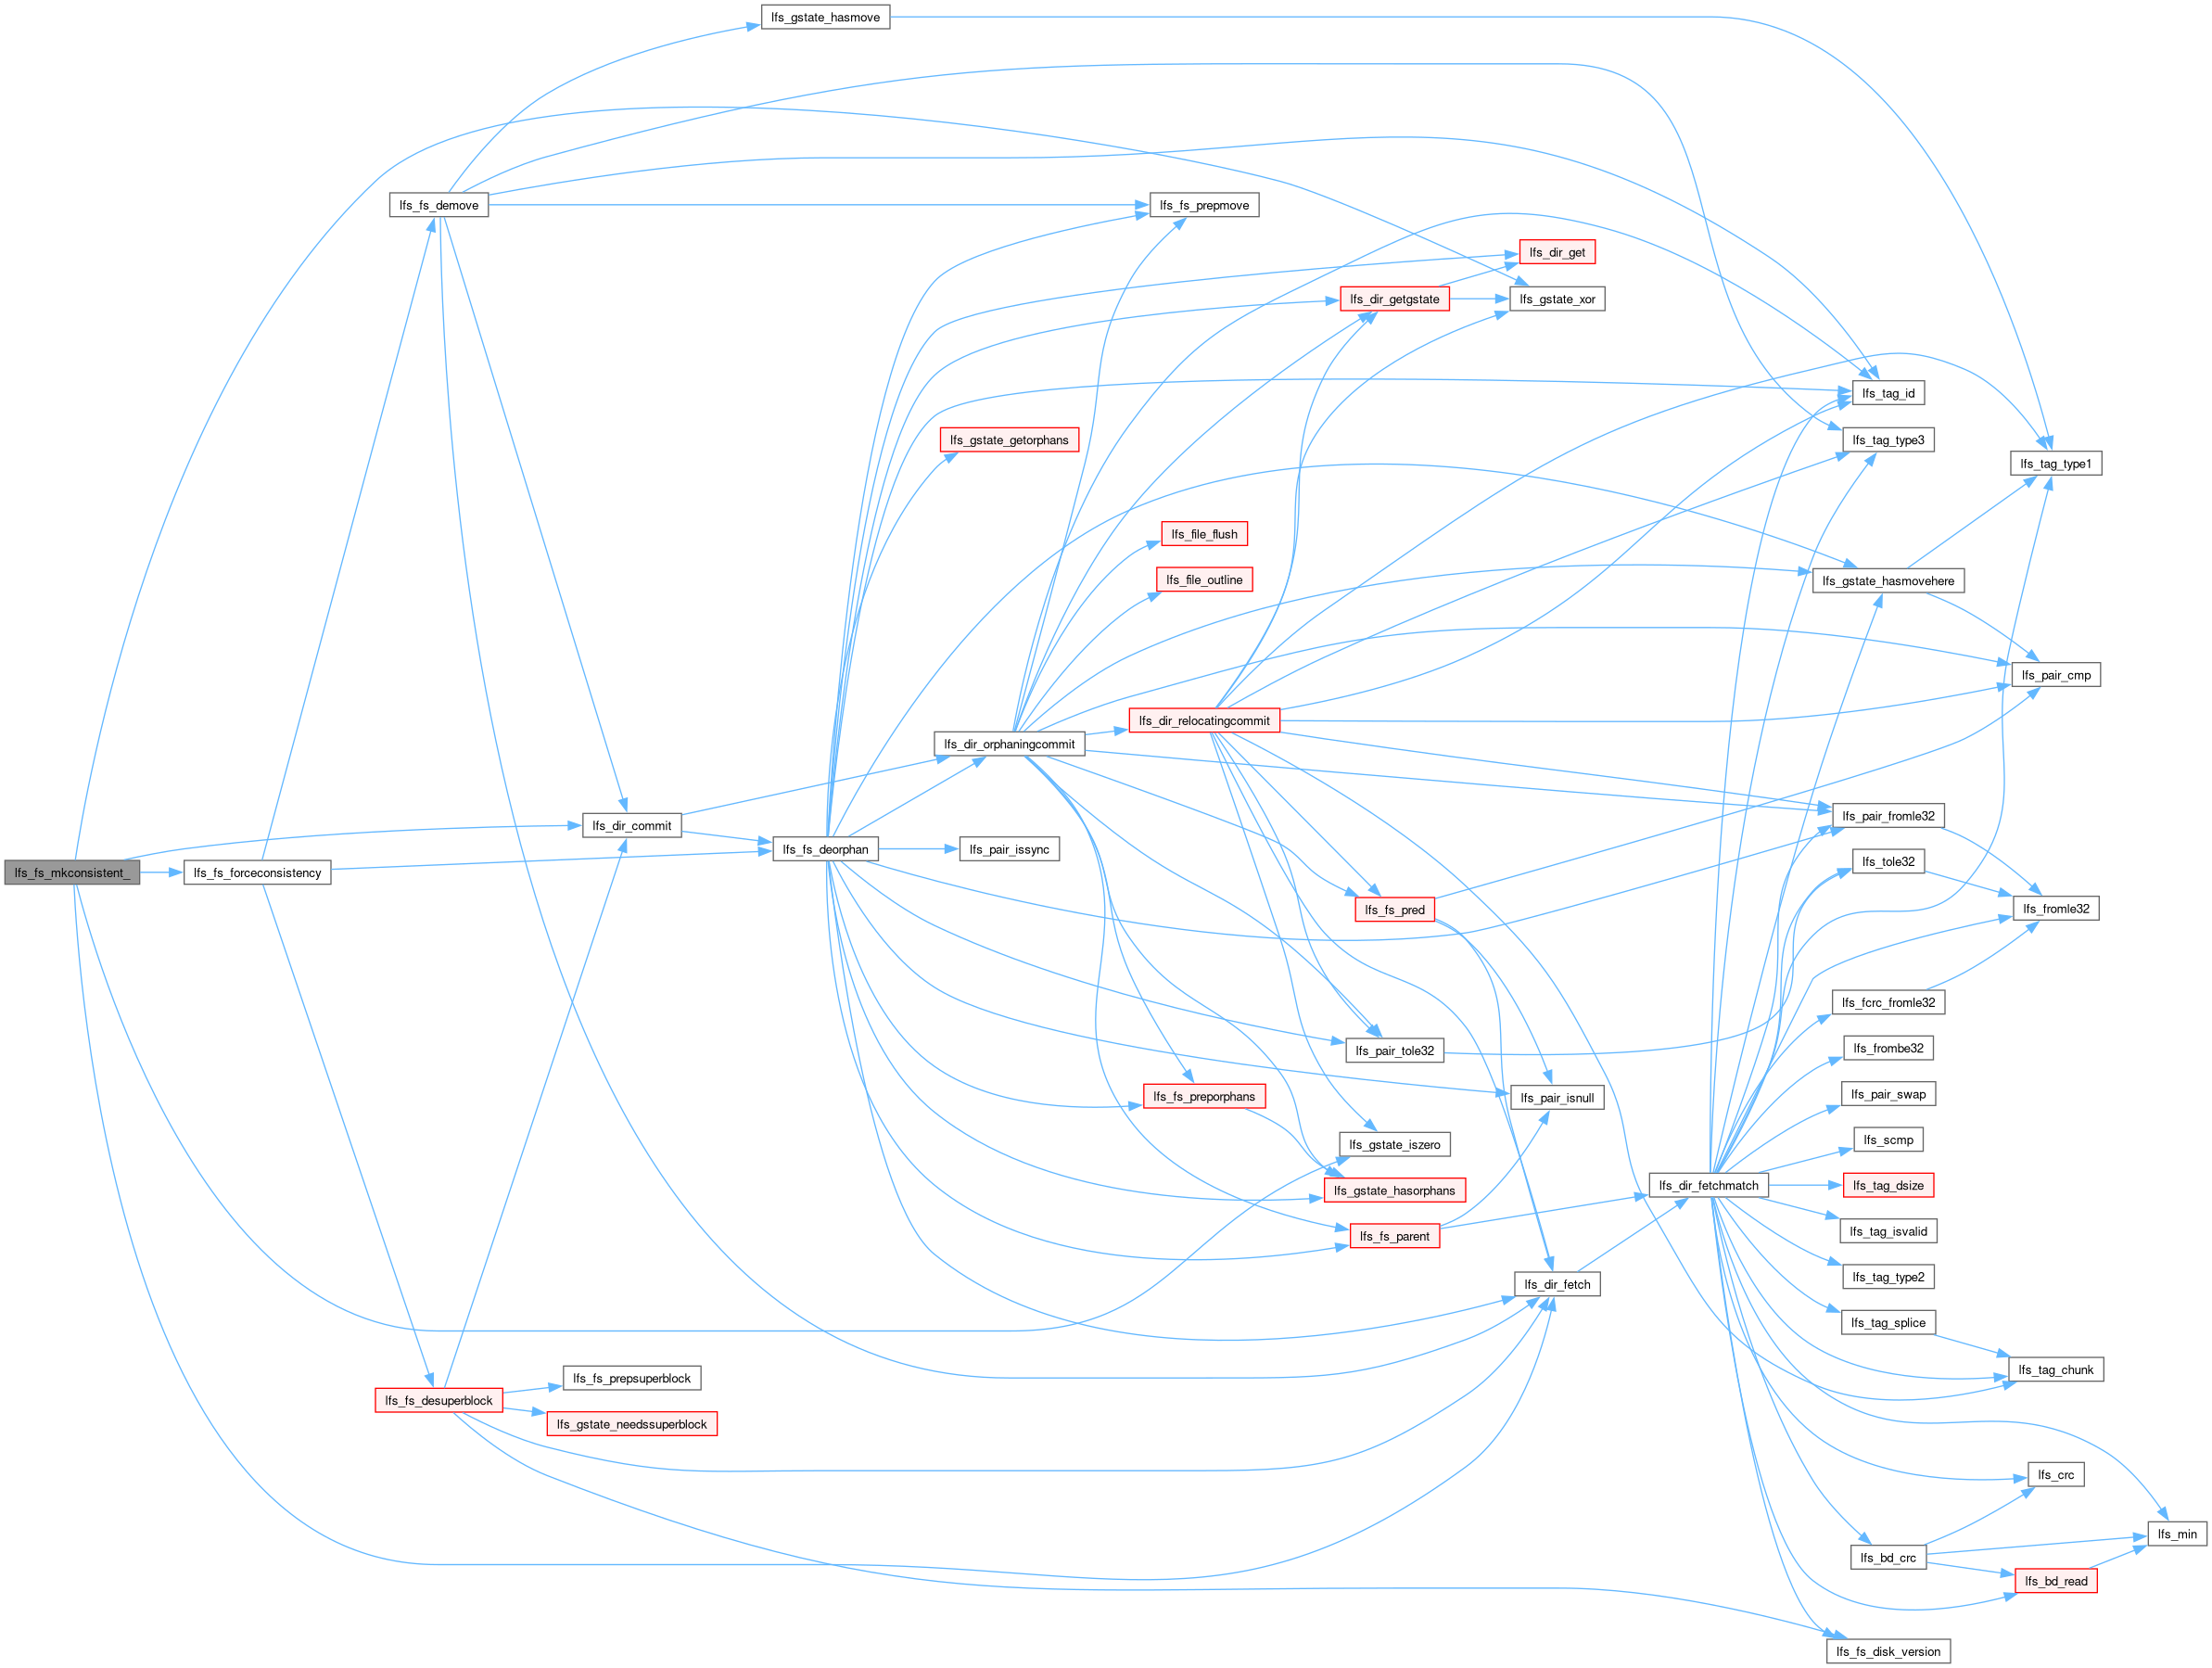 lfs_gstate_hasmove
lfs_fs_demove
lfs_fs_prepmove
lfs_dir_get
lfs_dir_getgstate
lfs_gstate_xor
lfs_tag_id
lfs_gstate_getorphans
lfs_tag_type3
lfs_tag_type1
lfs_file_flush
lfs_file_outline
lfs_gstate_hasmovehere
lfs_pair_cmp
lfs_dir_relocatingcommit
lfs_dir_orphaningcommit
lfs_pair_fromle32
lfs_dir_commit
lfs_fs_deorphan
lfs_pair_issync
lfs_tole32
lfs_fs_mkconsistent_
lfs_fs_forceconsistency
lfs_fs_pred
lfs_fromle32
lfs_fcrc_fromle32
lfs_frombe32
lfs_pair_tole32
lfs_pair_swap
lfs_fs_preporphans
lfs_pair_isnull
lfs_scmp
lfs_gstate_iszero
lfs_dir_fetchmatch
lfs_tag_dsize
lfs_gstate_hasorphans
lfs_tag_isvalid
lfs_fs_parent
lfs_tag_type2
lfs_dir_fetch
lfs_tag_splice
lfs_tag_chunk
lfs_fs_prepsuperblock
lfs_fs_desuperblock
lfs_gstate_needssuperblock
lfs_crc
lfs_min
lfs_bd_crc
lfs_bd_read
lfs_fs_disk_version